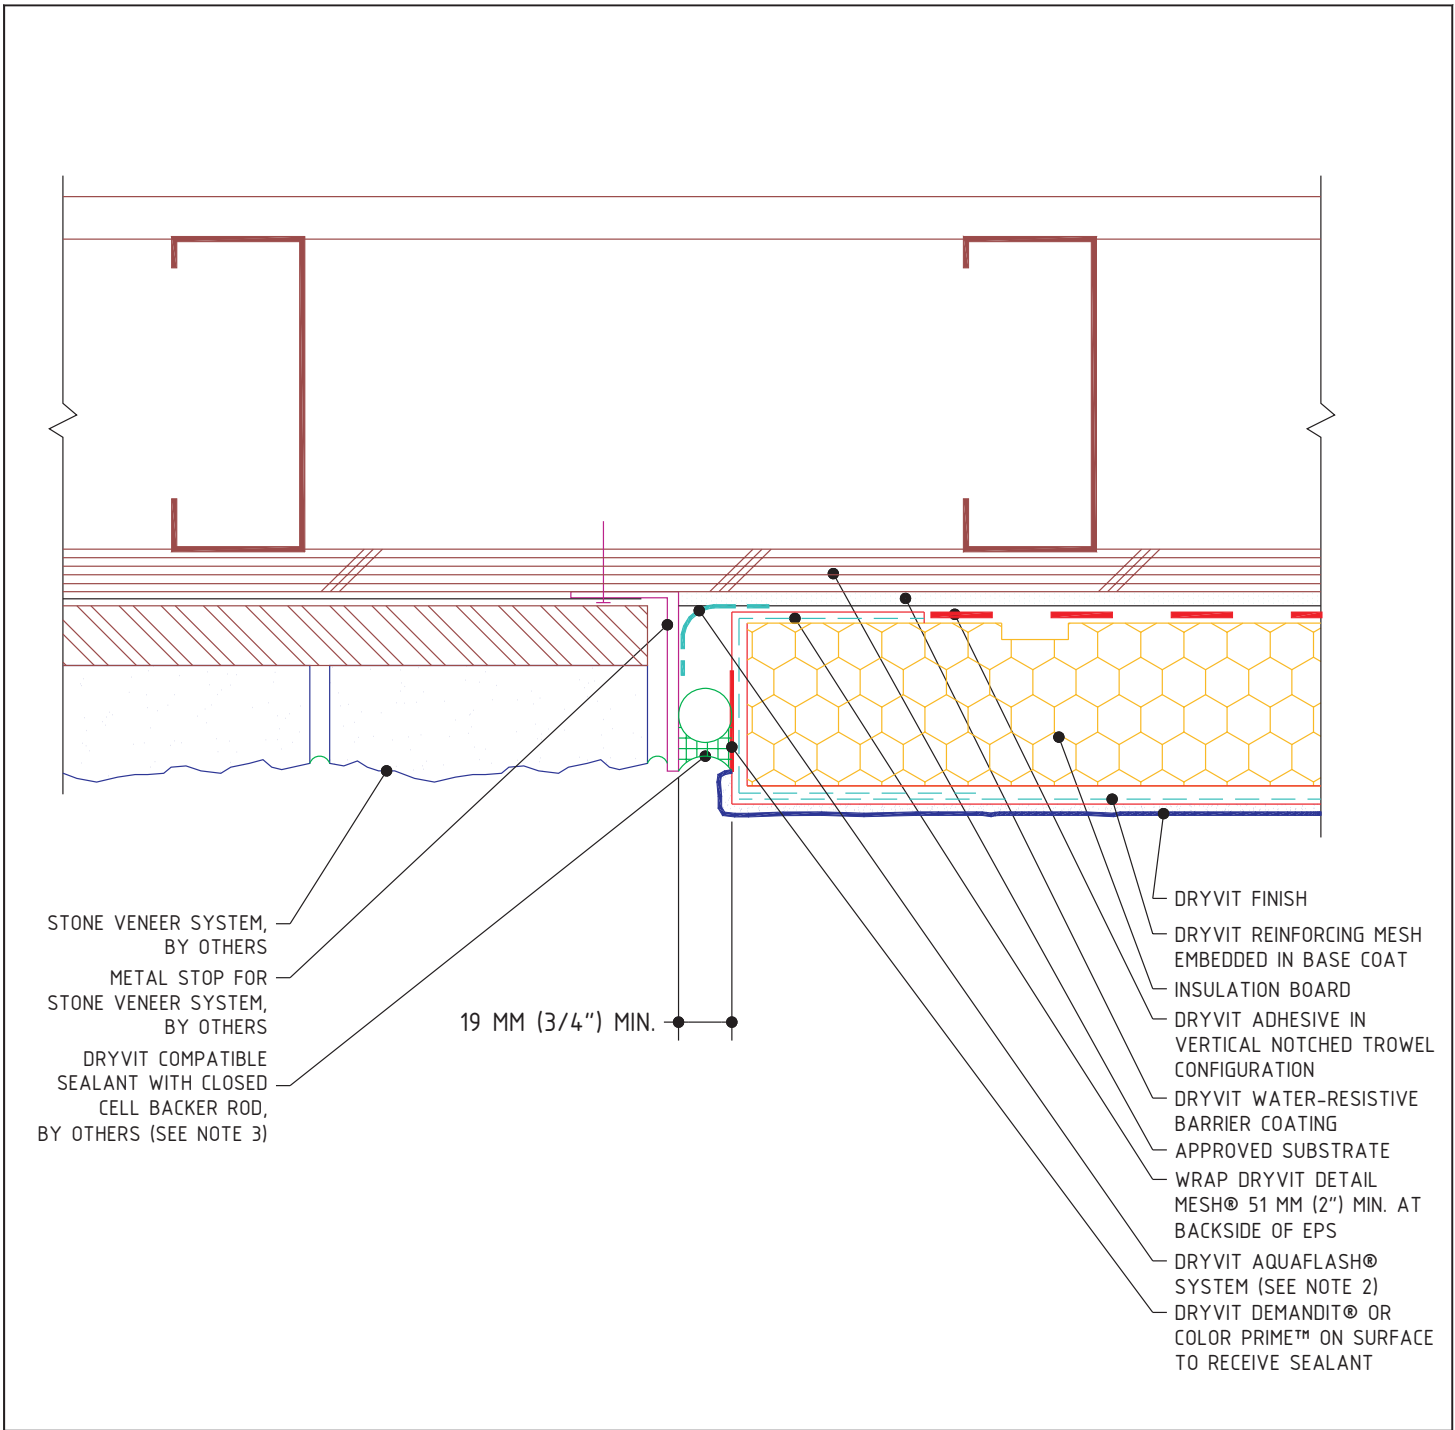 STONE VENEER SYSTEM,
BY OTHERS
METAL STOP FOR
STONE VENEER SYSTEM,
BY OTHERS
DRYVIT COMPATIBLE
SEALANT WITH CLOSED
CELL BACKER ROD,
BY OTHERS (SEE NOTE 3)
19 MM (3/4") MIN.
DRYVIT FINISH
DRYVIT REINFORCING MESH
EMBEDDED IN BASE COAT
INSULATION BOARD
DRYVIT ADHESIVE IN
VERTICAL NOTCHED TROWEL
CONFIGURATION
DRYVIT WATER-RESISTIVE
BARRIER COATING
APPROVED SUBSTRATE
WRAP DRYVIT DETAIL
MESH® 51 MM (2") MIN. AT
BACKSIDE OF EPS
DRYVIT AQUAFLASH®
SYSTEM (SEE NOTE 2)
DRYVIT DEMANDIT® OR
COLOR PRIME™ ON SURFACE
TO RECEIVE SEALANT